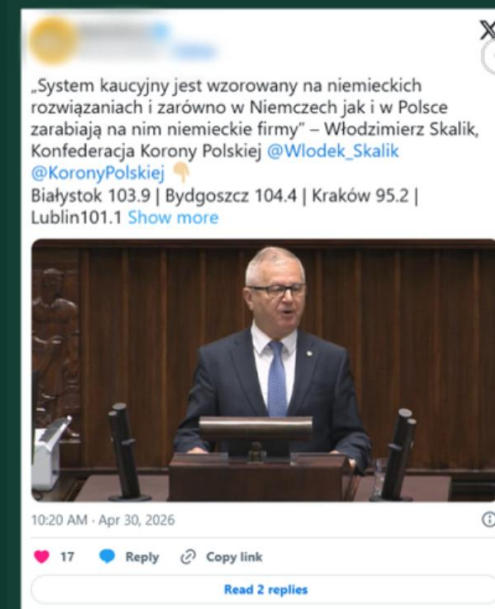 „System kaucyjny jest wzorowany na niemieckich
rozwiązaniach i zarówno w Niemczech jak i w Polsce
zarabiają na nim niemieckie firmy” – Włodzimierz Skalik,
Konfederacja Korony Polskiej @Wlodek_Skalik
@KoronyPolskiej 👇🏻
Białystok 103.9 | Bydgoszcz 104.4 | Kraków 95.2 |
Lublin101.1 Show more
10:20 AM · Apr 30, 2026
17 Reply Copy link
Read 2 replies